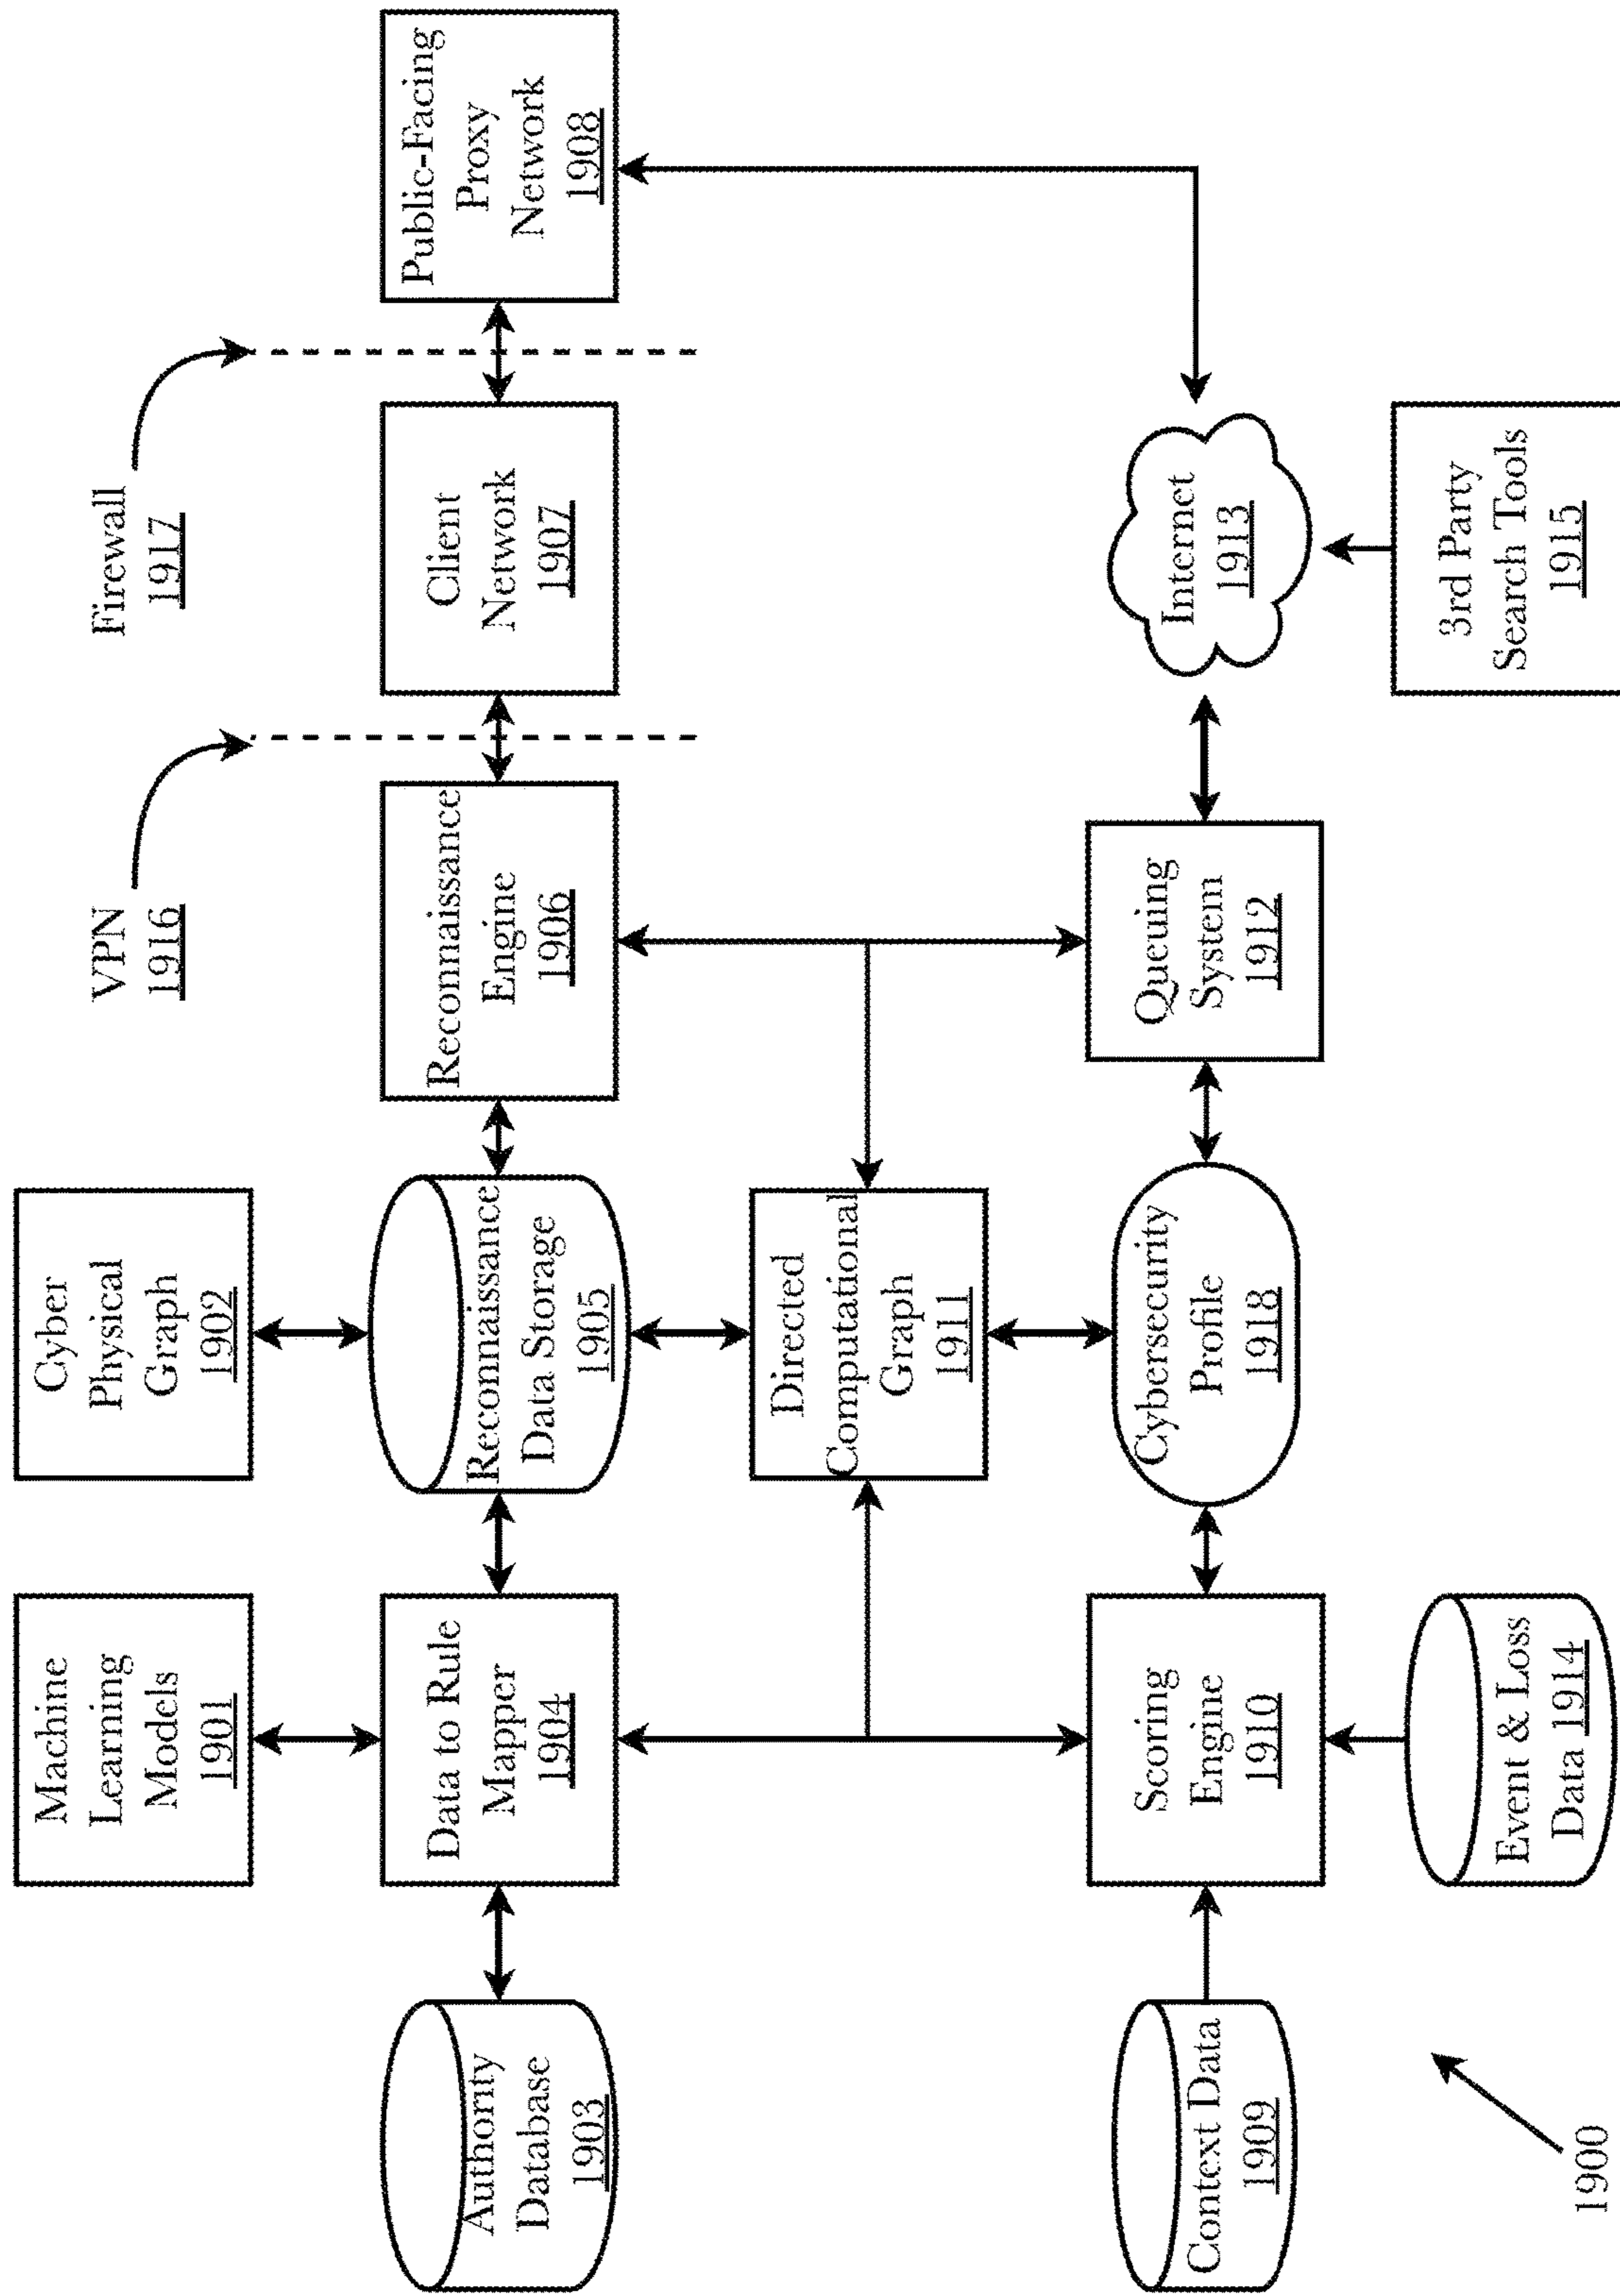 Machine
Learning
Models
1901
Cyber
Physical
Graph
1902
VPN
1916
Firewall
1917
Authority
Database
1903
Data to Rule
Mapper
1904
Reconnaissance
Data Storage
1905
Reconnaissance
Engine
1906
Client
Network
1907
Public-Facing
Proxy
Network
1908
Directed
Computational
Graph
1911
Context Data
1909
Scoring
Engine
1910
Cybersecurity
Profile
1918
Queuing
System
1912
Internet
1913
Event & Loss
Data 1914
3rd Party
Search Tools
1915
1900